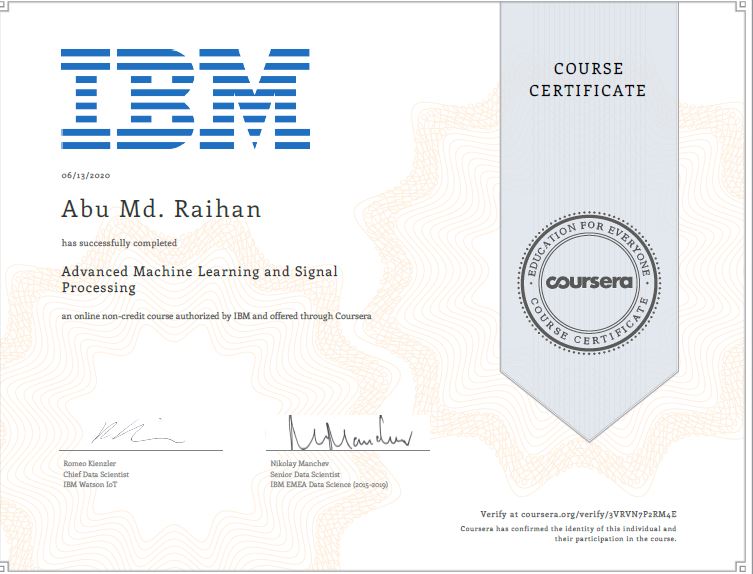 IBM
COURSE
CERTIFICATE
06/13/2020
Abu Md. Raihan
has successfully completed
Advanced Machine Learning and Signal
Processing
an online non-credit course authorized by IBM and offered through Coursera
EDUCATION FOR EVERYONE
coursera
COURSE CERTIFICATE
Romeo Kienzler
Chief Data Scientist
IBM Watson IoT
Nikolay Manchev
Senior Data Scientist
IBM EMEA Data Science (2015-2019)
Verify at coursera.org/verify/3VRVN7P2RM4E
Coursera has confirmed the identity of this individual and
their participation in the course.